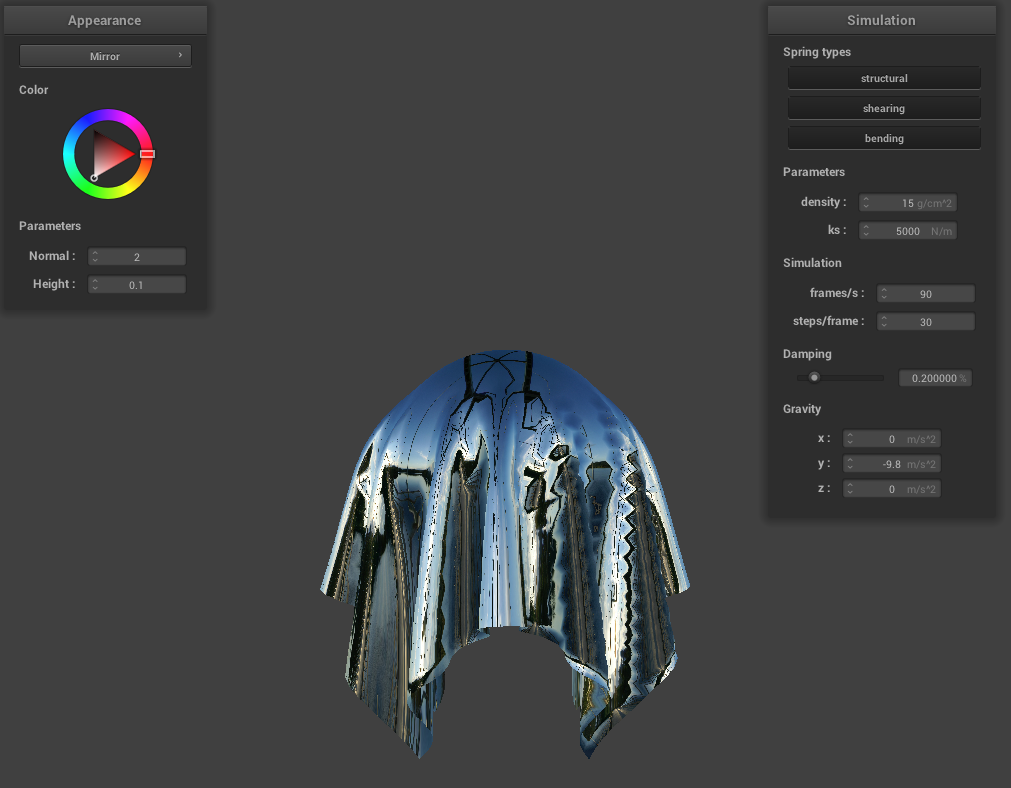 Appearance
Mirror
Color
Parameters
Normal : 2
Height : 0.1
Simulation
Spring types
structural
shearing
bending
Parameters
density : 15 g/cm^2
ks : 5000 N/m
Simulation
frames/s : 90
steps/frame : 30
Damping
0.200000 %
Gravity
x : 0 m/s^2
y : -9.8 m/s^2
z : 0 m/s^2